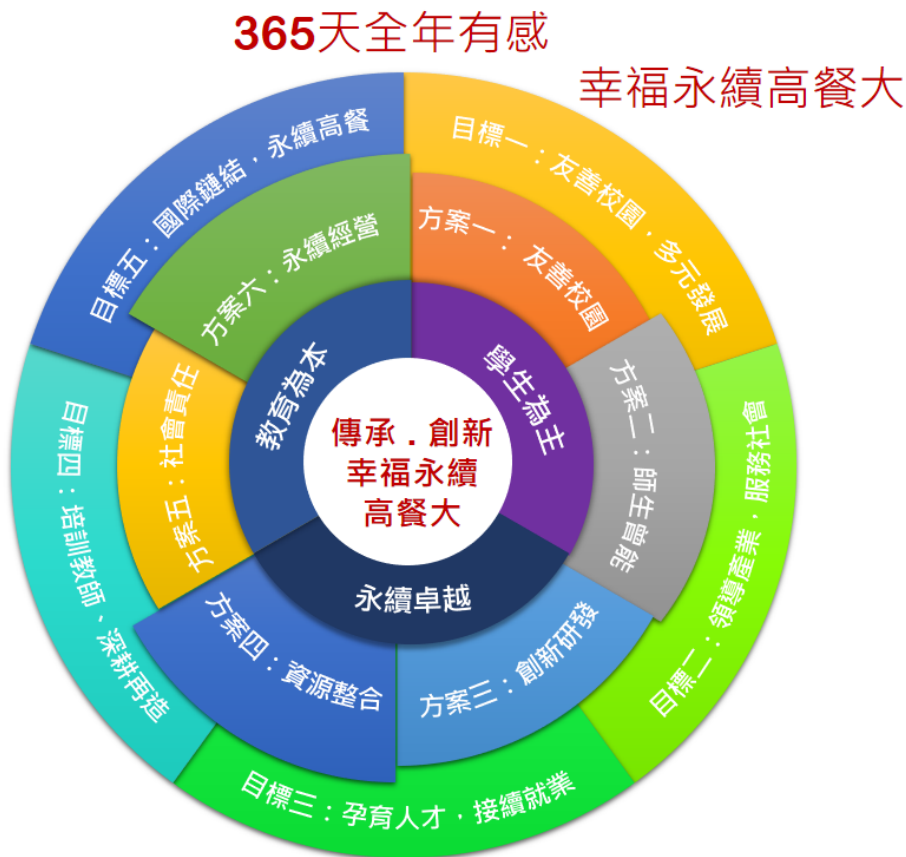 365天全年有感
幸福永續高餐大
目標一：友善校園，多元發展
目標二：領導產業，服務社會
目標三：孕育人才，接續就業
目標四：培訓教師、深耕再造
目標五：國際鏈結，永續高餐
方案一： 友善校園
方案二：師生曾能
方案三：創新研發
方案四：資源整合
方案五：社會責任
方案六：永續經營
學生為主
永續卓越
教育為本
傳承．創新
幸福永續
高餐大